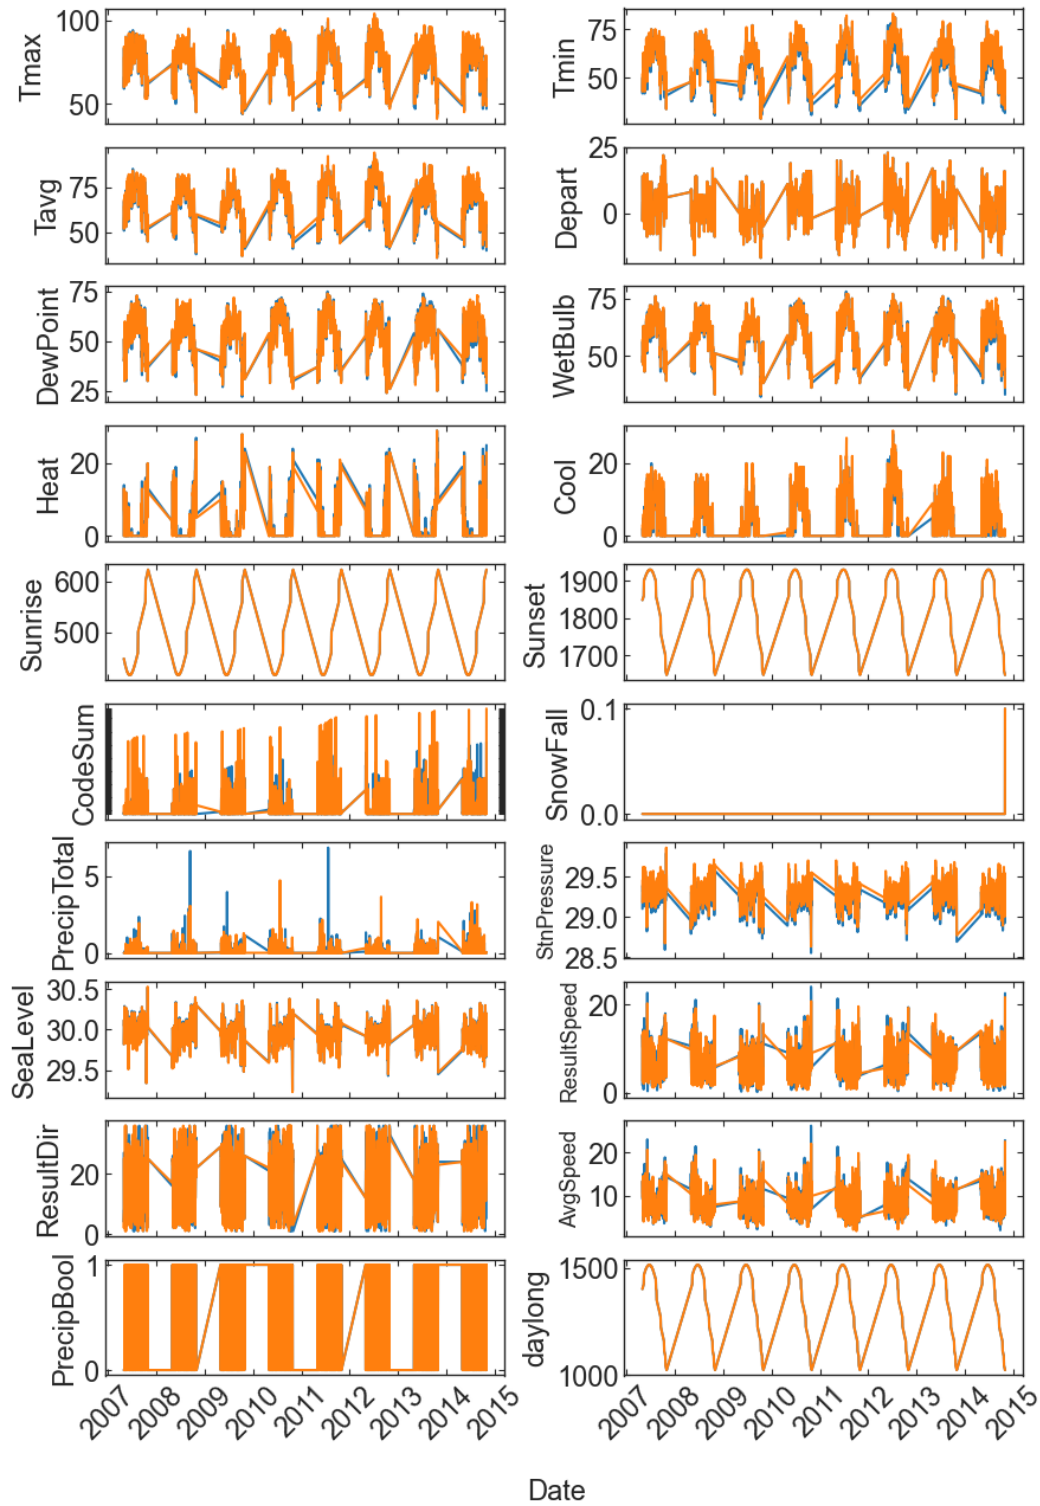 Tmax
100
50
Tmin
75
50
Tavg
75
50
Depart
25
0
DewPoint
75
50
25
WetBulb
75
50
Heat
20
0
Cool
20
0
Sunrise
600
500
Sunset
1900
1800
1700
CodeSum
SnowFall
0.1
0.0
PrecipTotal
5
0
StnPressure
29.5
29.0
28.5
SeaLevel
30.5
30.0
29.5
ResultSpeed
20
0
ResultDir
20
0
AvgSpeed
20
10
PrecipBool
1
0
daylong
1500
1000
2007 2008 2009 2010 2011 2012 2013 2014 2015
2007 2008 2009 2010 2011 2012 2013 2014 2015
Date